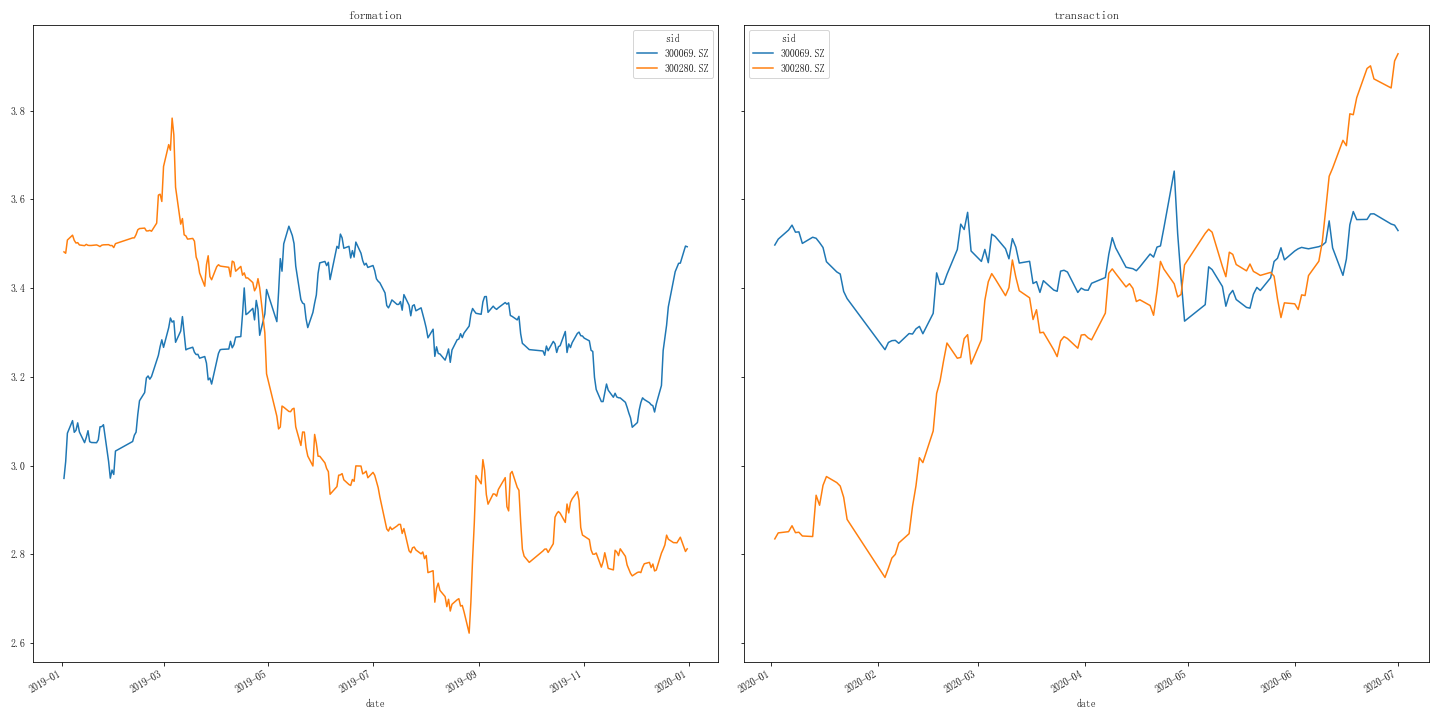 formation
sid
300069.SZ
300280.SZ
3.8
3.6
3.4
3.2
3.0
2.8
2.6
2019-01
2019-03
2019-05
2019-07
2019-09
2019-11
2020-01
date
transaction
sid
300069.SZ
300280.SZ
2020-01
2020-02
2020-03
2020-04
2020-05
2020-06
2020-07
date